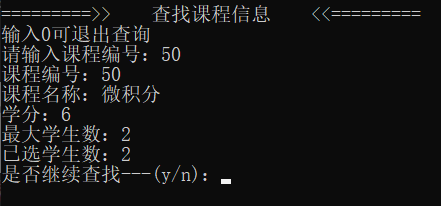 =========>>   查找课程信息   <<=========
输入0可退出查询
请输入课程编号：50
课程编号：50
课程名称：微积分
学分：6
最大学生数：2
已选学生数：2
是否继续查找---(y/n)：